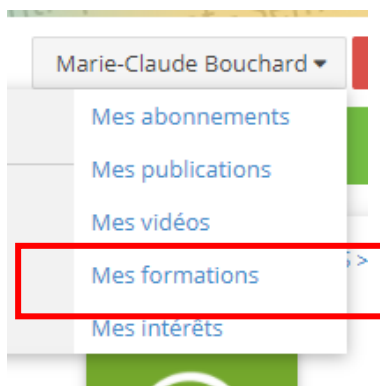 Marie-Claude Bouchard
Mes abonnements
Mes publications
Mes vidéos
Mes formations
Mes intérêts